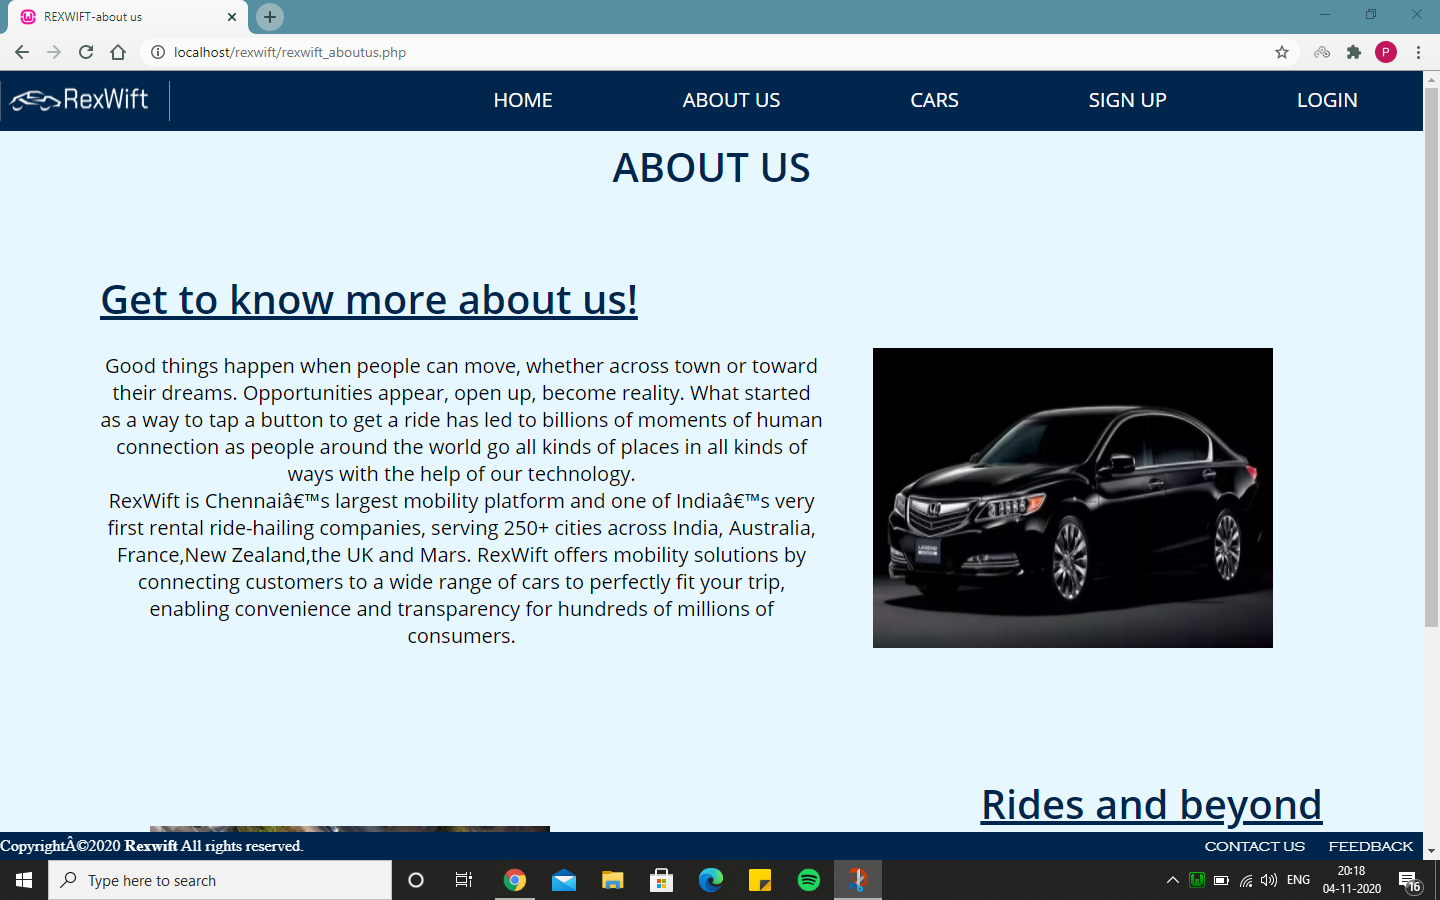 REXWIFT-about us
localhost/rexwift/rexwift_aboutus.php
P
RexWift
HOME
ABOUT US
CARS
SIGN UP
LOGIN
ABOUT US
Get to know more about us!
Good things happen when people can move, whether across town or toward
their dreams. Opportunities appear, open up, become reality. What started
as a way to tap a button to get a ride has led to billions of moments of human
connection as people around the world go all kinds of places in all kinds of
ways with the help of our technology.
RexWift is Chennaiâ€™s largest mobility platform and one of Indiaâ€™s very
first rental ride-hailing companies, serving 250+ cities across India, Australia,
France,New Zealand,the UK and Mars. RexWift offers mobility solutions by
connecting customers to a wide range of cars to perfectly fit your trip,
enabling convenience and transparency for hundreds of millions of
consumers.
LEGEND
Rides and beyond
CopyrightÂ©2020 Rexwift All rights reserved.
CONTACT US
FEEDBACK
Type here to search
ENG
20:18
04-11-2020
16